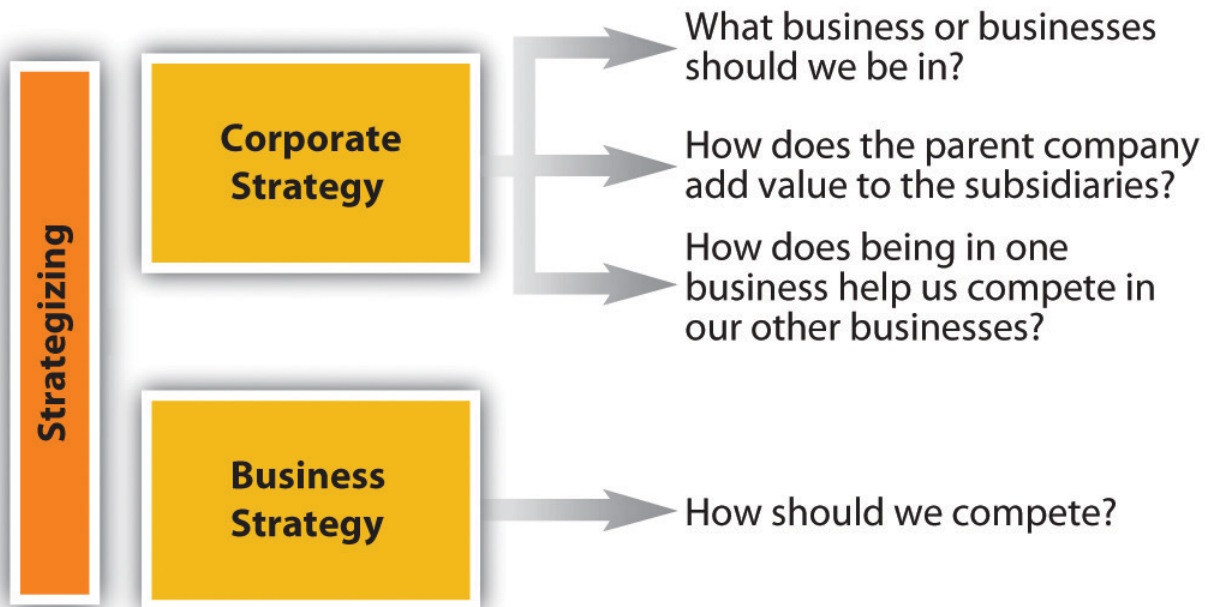 Strategizing
Corporate
Strategy
What business or businesses
should we be in?
How does the parent company
add value to the subsidiaries?
How does being in one
business help us compete in
our other businesses?
Business
Strategy
How should we compete?